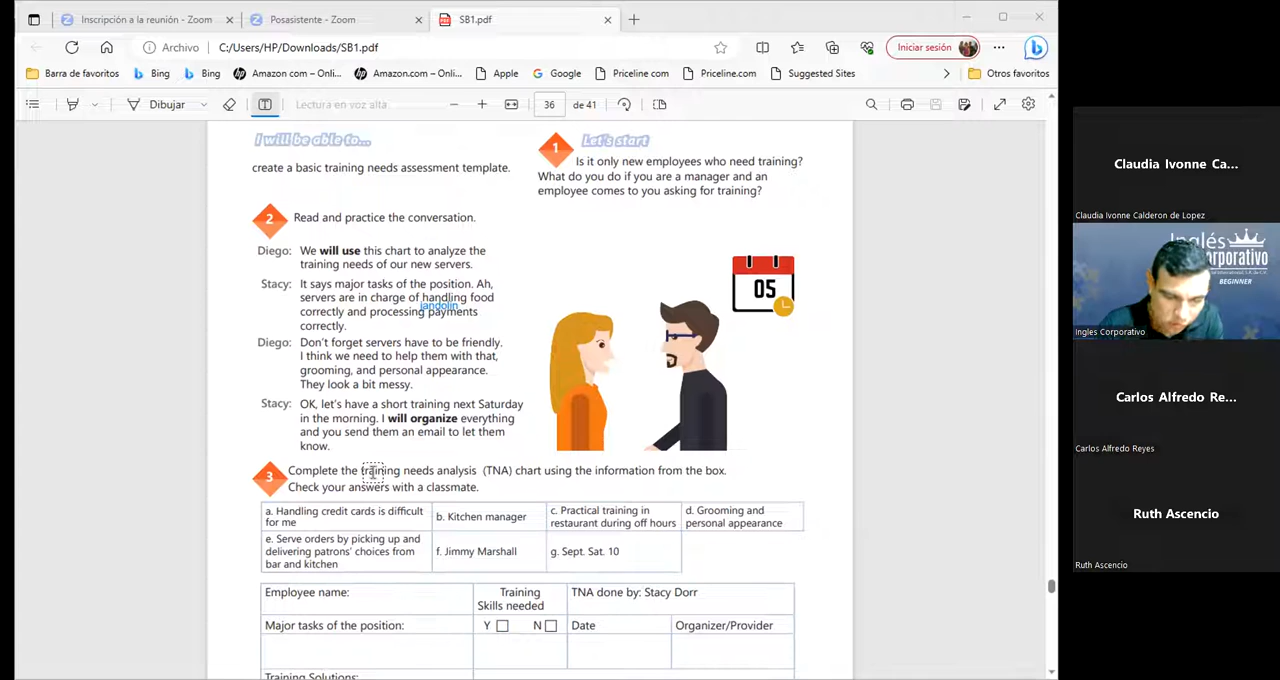 Inscripción a la reunión - Zoom
Posasistente - Zoom
SB1.pdf
Archivo
C:/Users/HP/Downloads/SB1.pdf
Iniciar sesión
Barra de favoritos
Bing
Bing
Amazon com – Onli...
Amazon.com – Onli...
Apple
Google
Priceline com
Priceline.com
Suggested Sites
Otros favoritos
Dibujar
Lectura en voz alta
36
de 41
I will be able to...
create a basic training needs assessment template.
1
Let's start
Is it only new employees who need training?
What do you do if you are a manager and an
employee comes to you asking for training?
2
Read and practice the conversation.
Diego: We will use this chart to analyze the
training needs of our new servers.
Stacy: It says major tasks of the position. Ah,
servers are in charge of handling food
jandolin
correctly and processing payments
correctly.
Diego: Don't forget servers have to be friendly.
I think we need to help them with that,
grooming, and personal appearance.
They look a bit messy.
Stacy: OK, let's have a short training next Saturday
in the morning. I will organize everything
and you send them an email to let them
know.
05
3
Complete the training needs analysis (TNA) chart using the information from the box.
Check your answers with a classmate.
a. Handling credit cards is difficult
for me
b. Kitchen manager
c. Practical training in
restaurant during off hours
d. Grooming and
personal appearance
e. Serve orders by picking up and
delivering patrons' choices from
bar and kitchen
f. Jimmy Marshall
g. Sept. Sat. 10
Employee name:
Training
Skills needed
TNA done by: Stacy Dorr
Major tasks of the position:
Y N
Date
Organizer/Provider
Training Solutions:
Claudia Ivonne Ca...
Claudia Ivonne Calderon de Lopez
Inglés
orporativo
BEGINNER
Ingles Corporativo
Carlos Alfredo Re...
Carlos Alfredo Reyes
Ruth Ascencio
Ruth Ascencio